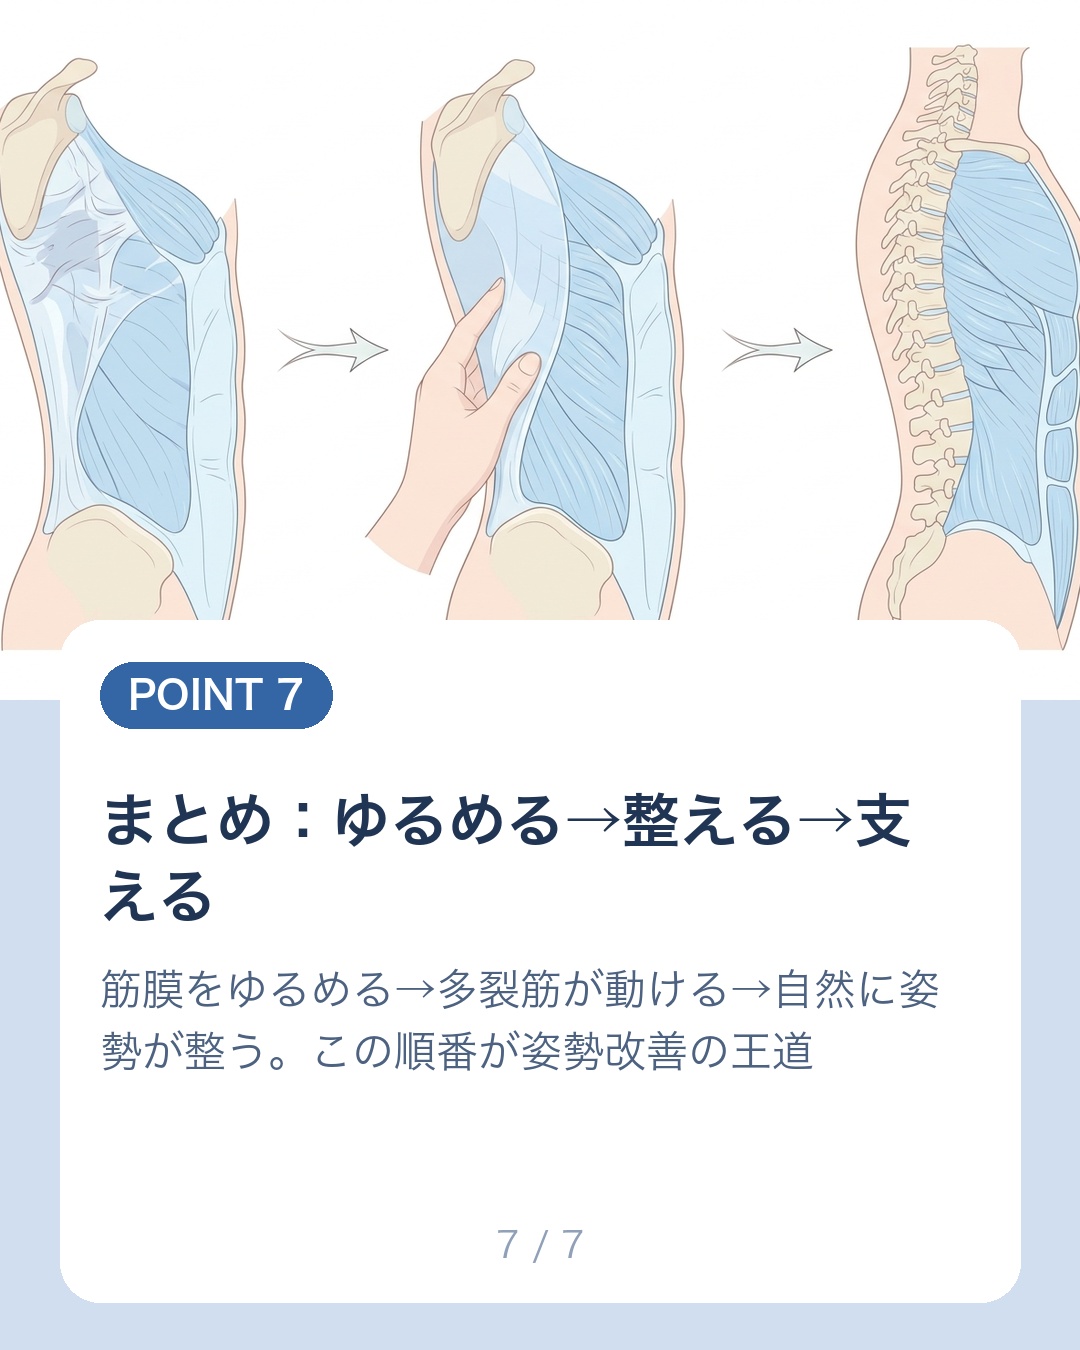 POINT 7
まとめ：ゆるめる→整える→支
える
筋膜をゆるめる→多裂筋が動ける→自然に姿
勢が整う。この順番が姿勢改善の王道
7 / 7